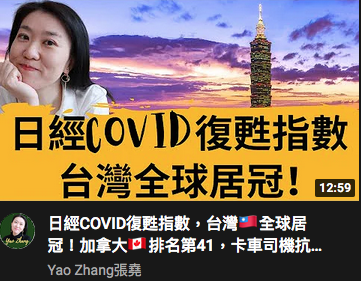 日經COVID復甦指數
台灣全球居冠!
12:59
日經COVID復甦指數，台灣🇹🇼全球居
冠！加拿大🇨🇦排名第41，卡車司機抗...
Yao Zhang張堯
Yao Zhang